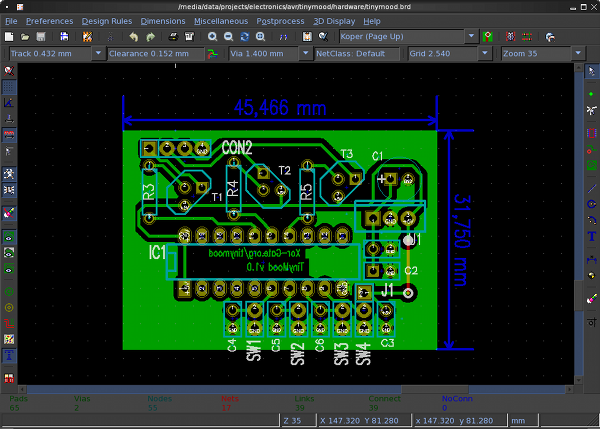 /media/data/projects/electronics/avr/tinymood/hardware/tinymood.brd
File Preferences Design Rules Dimensions Miscellaneous Postprocess 3D Display Help
Koper (Page Up)
Track 0.432 mm Clearance 0.152 mm Via 1.400 mm NetClass: Default Grid 2.540 Zoom 35
45,466 mm
CON2
T3 C1
T2
R3 T1 R4 R5
31,750 mm
U1
IC1
Xor-Gate.org/tinymood
TinyMood v1.0
C2
J1
C4 SW1 C5 SW2 C6 SW3 SW4 C3
Pads Vias Nodes Nets Links Connect NoConn
65 2 55 17 39 39 0
Z 35 X 147.320 Y 81.280 x 147.320 y 81.280 mm